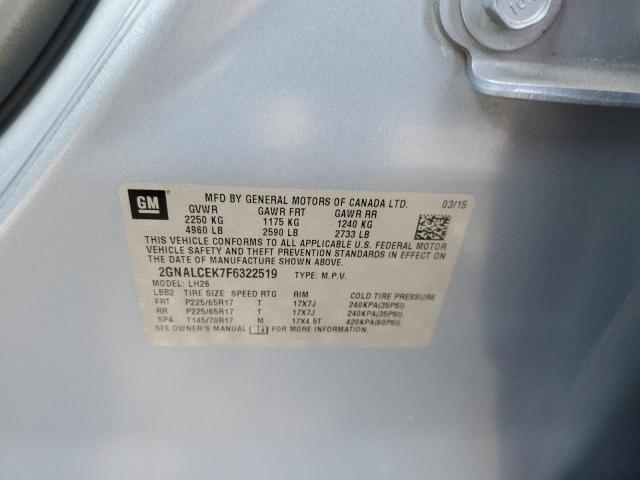 GM
MFD BY GENERAL MOTORS OF CANADA LTD. 03/15
GVWR GAWR FRT GAWR RR
2250 KG 1175 KG 1240 KG
4960 LB 2590 LB 2733 LB
THIS VEHICLE CONFORMS TO ALL APPLICABLE U.S. FEDERAL MOTOR
VEHICLE SAFETY AND THEFT PREVENTION STANDARDS IN EFFECT ON
THE DATE OF MANUFACTURE SHOWN ABOVE.
2GNALCEK7F6322519 TYPE: M.P.V.
MODEL: LH26
LBB2 TIRE SIZE SPEED RTG RIM COLD TIRE PRESSURE
FRT P225/65R17 T 17X7J 240KPA(35PSI)
RR P225/65R17 T 17X7J 240KPA(35PSI)
SPA T145/70R17 M 17X4.5T 420KPA(60PSI)
SEE OWNER'S MANUAL FOR MORE INFORMATION.